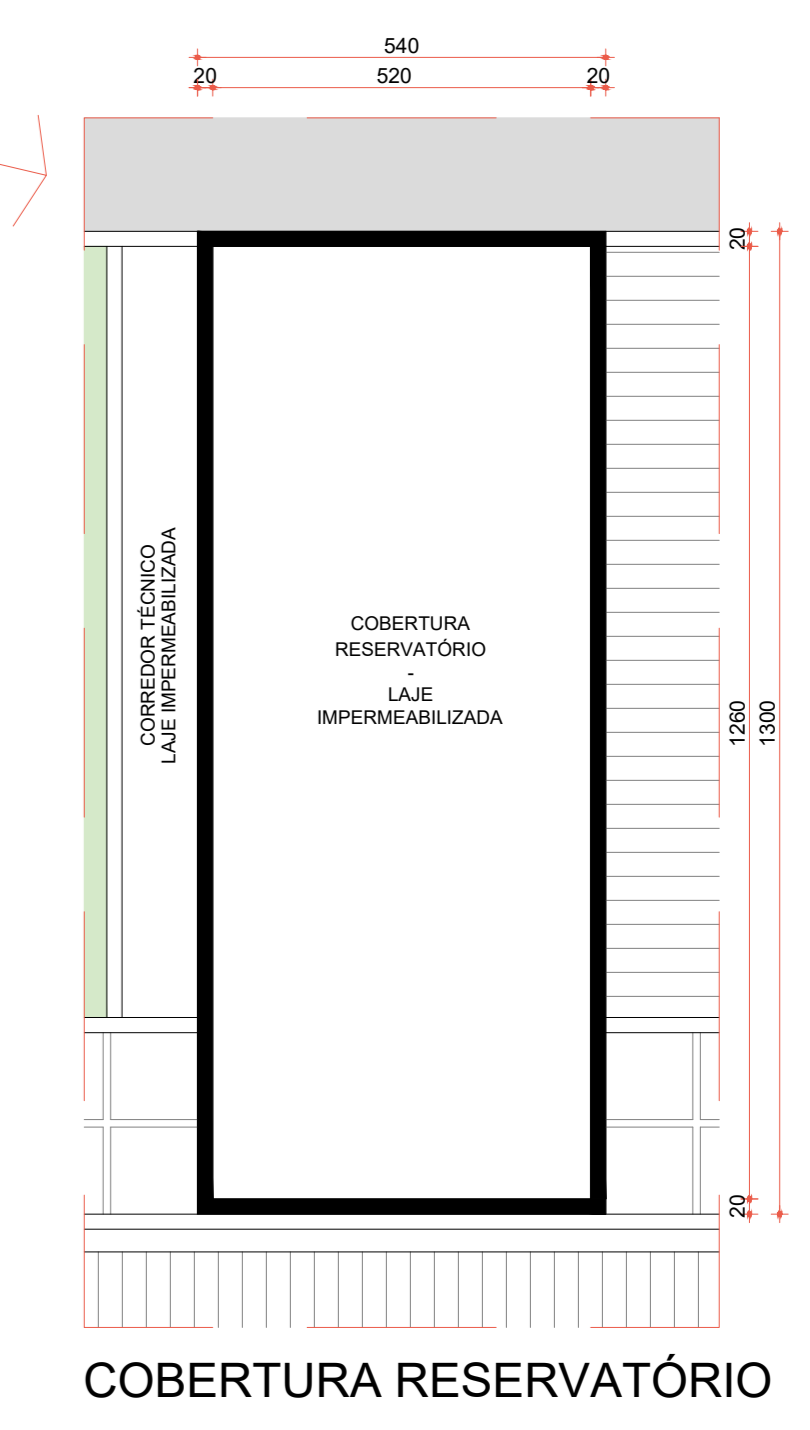 540
20 520 20
20
CORREDOR TÉCNICO
LAJE IMPERMEABILIZADA
COBERTURA
RESERVATÓRIO
-
LAJE
IMPERMEABILIZADA
1260
1300
20
COBERTURA RESERVATÓRIO